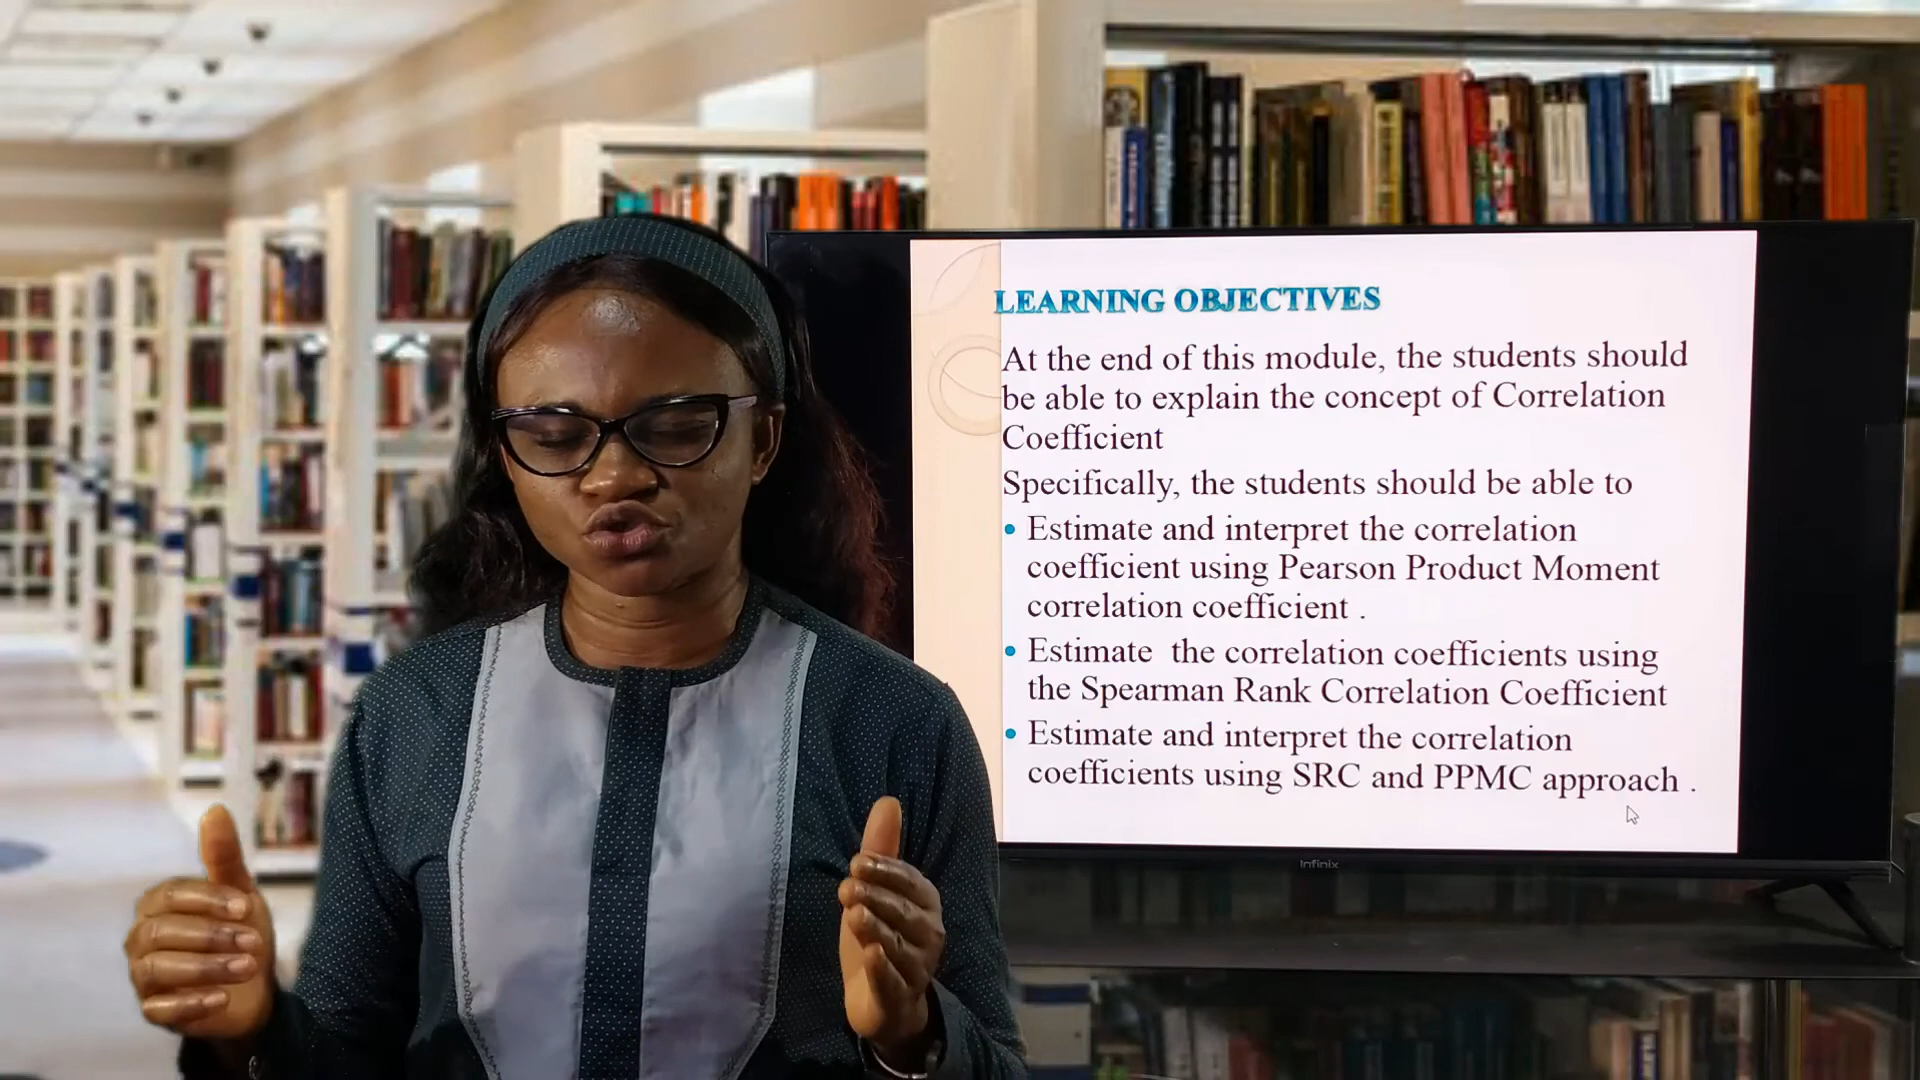 LEARNING OBJECTIVES
At the end of this module, the students should
be able to explain the concept of Correlation
Coefficient
Specifically, the students should be able to
• Estimate and interpret the correlation
coefficient using Pearson Product Moment
correlation coefficient .
• Estimate  the correlation coefficients using
the Spearman Rank Correlation Coefficient
• Estimate and interpret the correlation
coefficients using SRC and PPMC approach .
Infinix